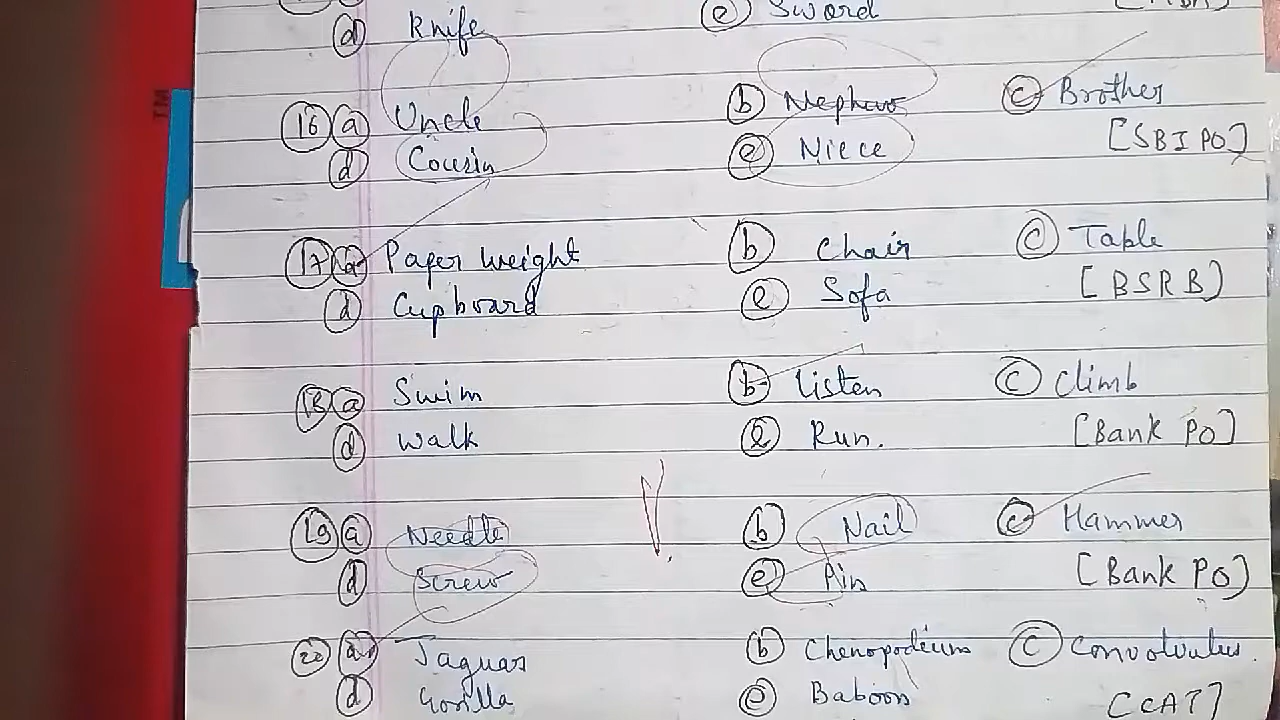 d Knife e Sword
16 a Uncle b Nephew c Brother
d Cousin e Niece [SBI PO]
17 a Paper weight b Chair c Table
d Cupboard e Sofa [BSRB]
18 a Swim b Listen c Climb
d Walk e Run. [Bank PO]
19 a Needle b Nail c Hammer
d Screw e Pin [Bank PO]
20 a Jaguar b Chenopodium c Convolvulus.
d Gorilla e Baboon [CAT]
TM